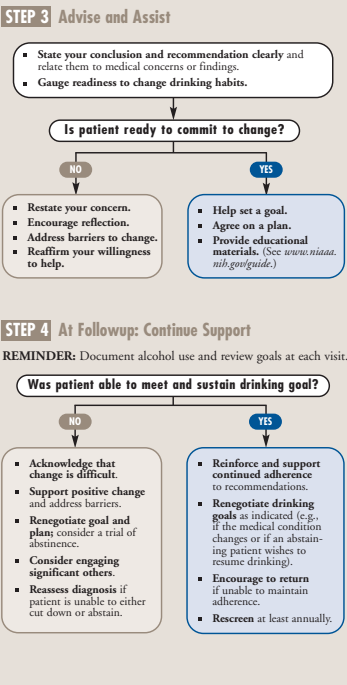 STEP 3 Advise and Assist
▪ State your conclusion and recommendation clearly and
relate them to medical concerns or findings.
▪ Gauge readiness to change drinking habits.
Is patient ready to commit to change?
NO
YES
▪ Restate your concern.
▪ Encourage reflection.
▪ Address barriers to change.
▪ Reaffirm your willingness
to help.
▪ Help set a goal.
▪ Agree on a plan.
▪ Provide educational
materials. (See www.niaaa.
nih.gov/guide.)
STEP 4 At Followup: Continue Support
REMINDER: Document alcohol use and review goals at each visit.
Was patient able to meet and sustain drinking goal?
NO
YES
▪ Acknowledge that
change is difficult.
▪ Support positive change
and address barriers.
▪ Renegotiate goal and
plan; consider a trial of
abstinence.
▪ Consider engaging
significant others.
▪ Reassess diagnosis if
patient is unable to either
cut down or abstain.
▪ Reinforce and support
continued adherence
to recommendations.
▪ Renegotiate drinking
goals as indicated (e.g.,
if the medical condition
changes or if an abstain-
ing patient wishes to
resume drinking).
▪ Encourage to return
if unable to maintain
adherence.
▪ Rescreen at least annually.